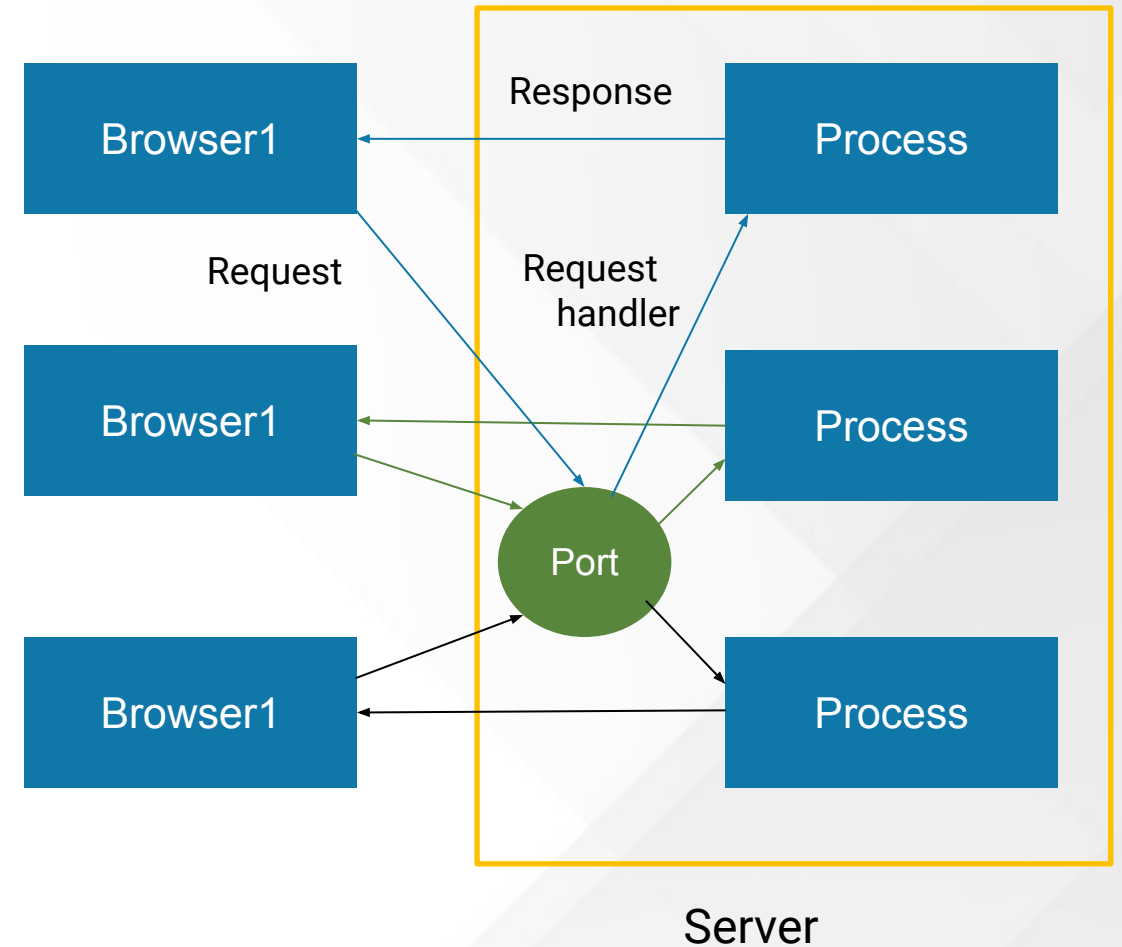 Response
Browser1
Process
Request
Request
handler
Browser1
Process
Port
Browser1
Process
Server